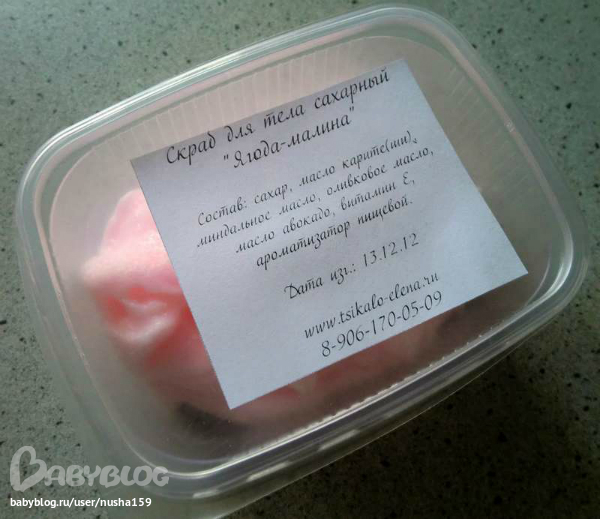 Скраб для тела сахарный
"Ягода-малина"
Состав: сахар, масло карите(ши),
миндальное масло, оливковое масло,
масло авокадо, витамин Е,
ароматизатор пищевой.
Дата изг.: 13.12.12
www.tsikalo-elena.ru
8-906-170-05-09
BABYBLOG
babyblog.ru/user/nusha159